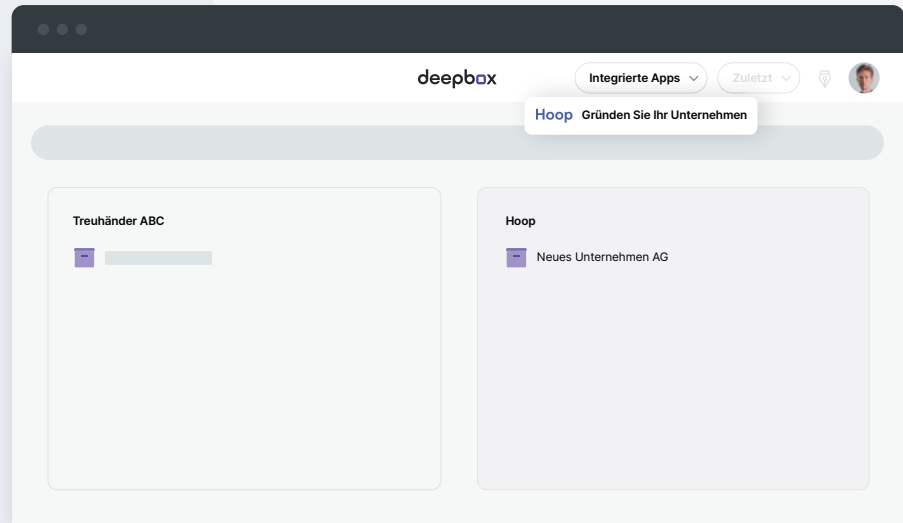 deepbox
Integrierte Apps
Zuletzt
Hoop Gründen Sie Ihr Unternehmen
Treuhänder ABC
Hoop
Neues Unternehmen AG